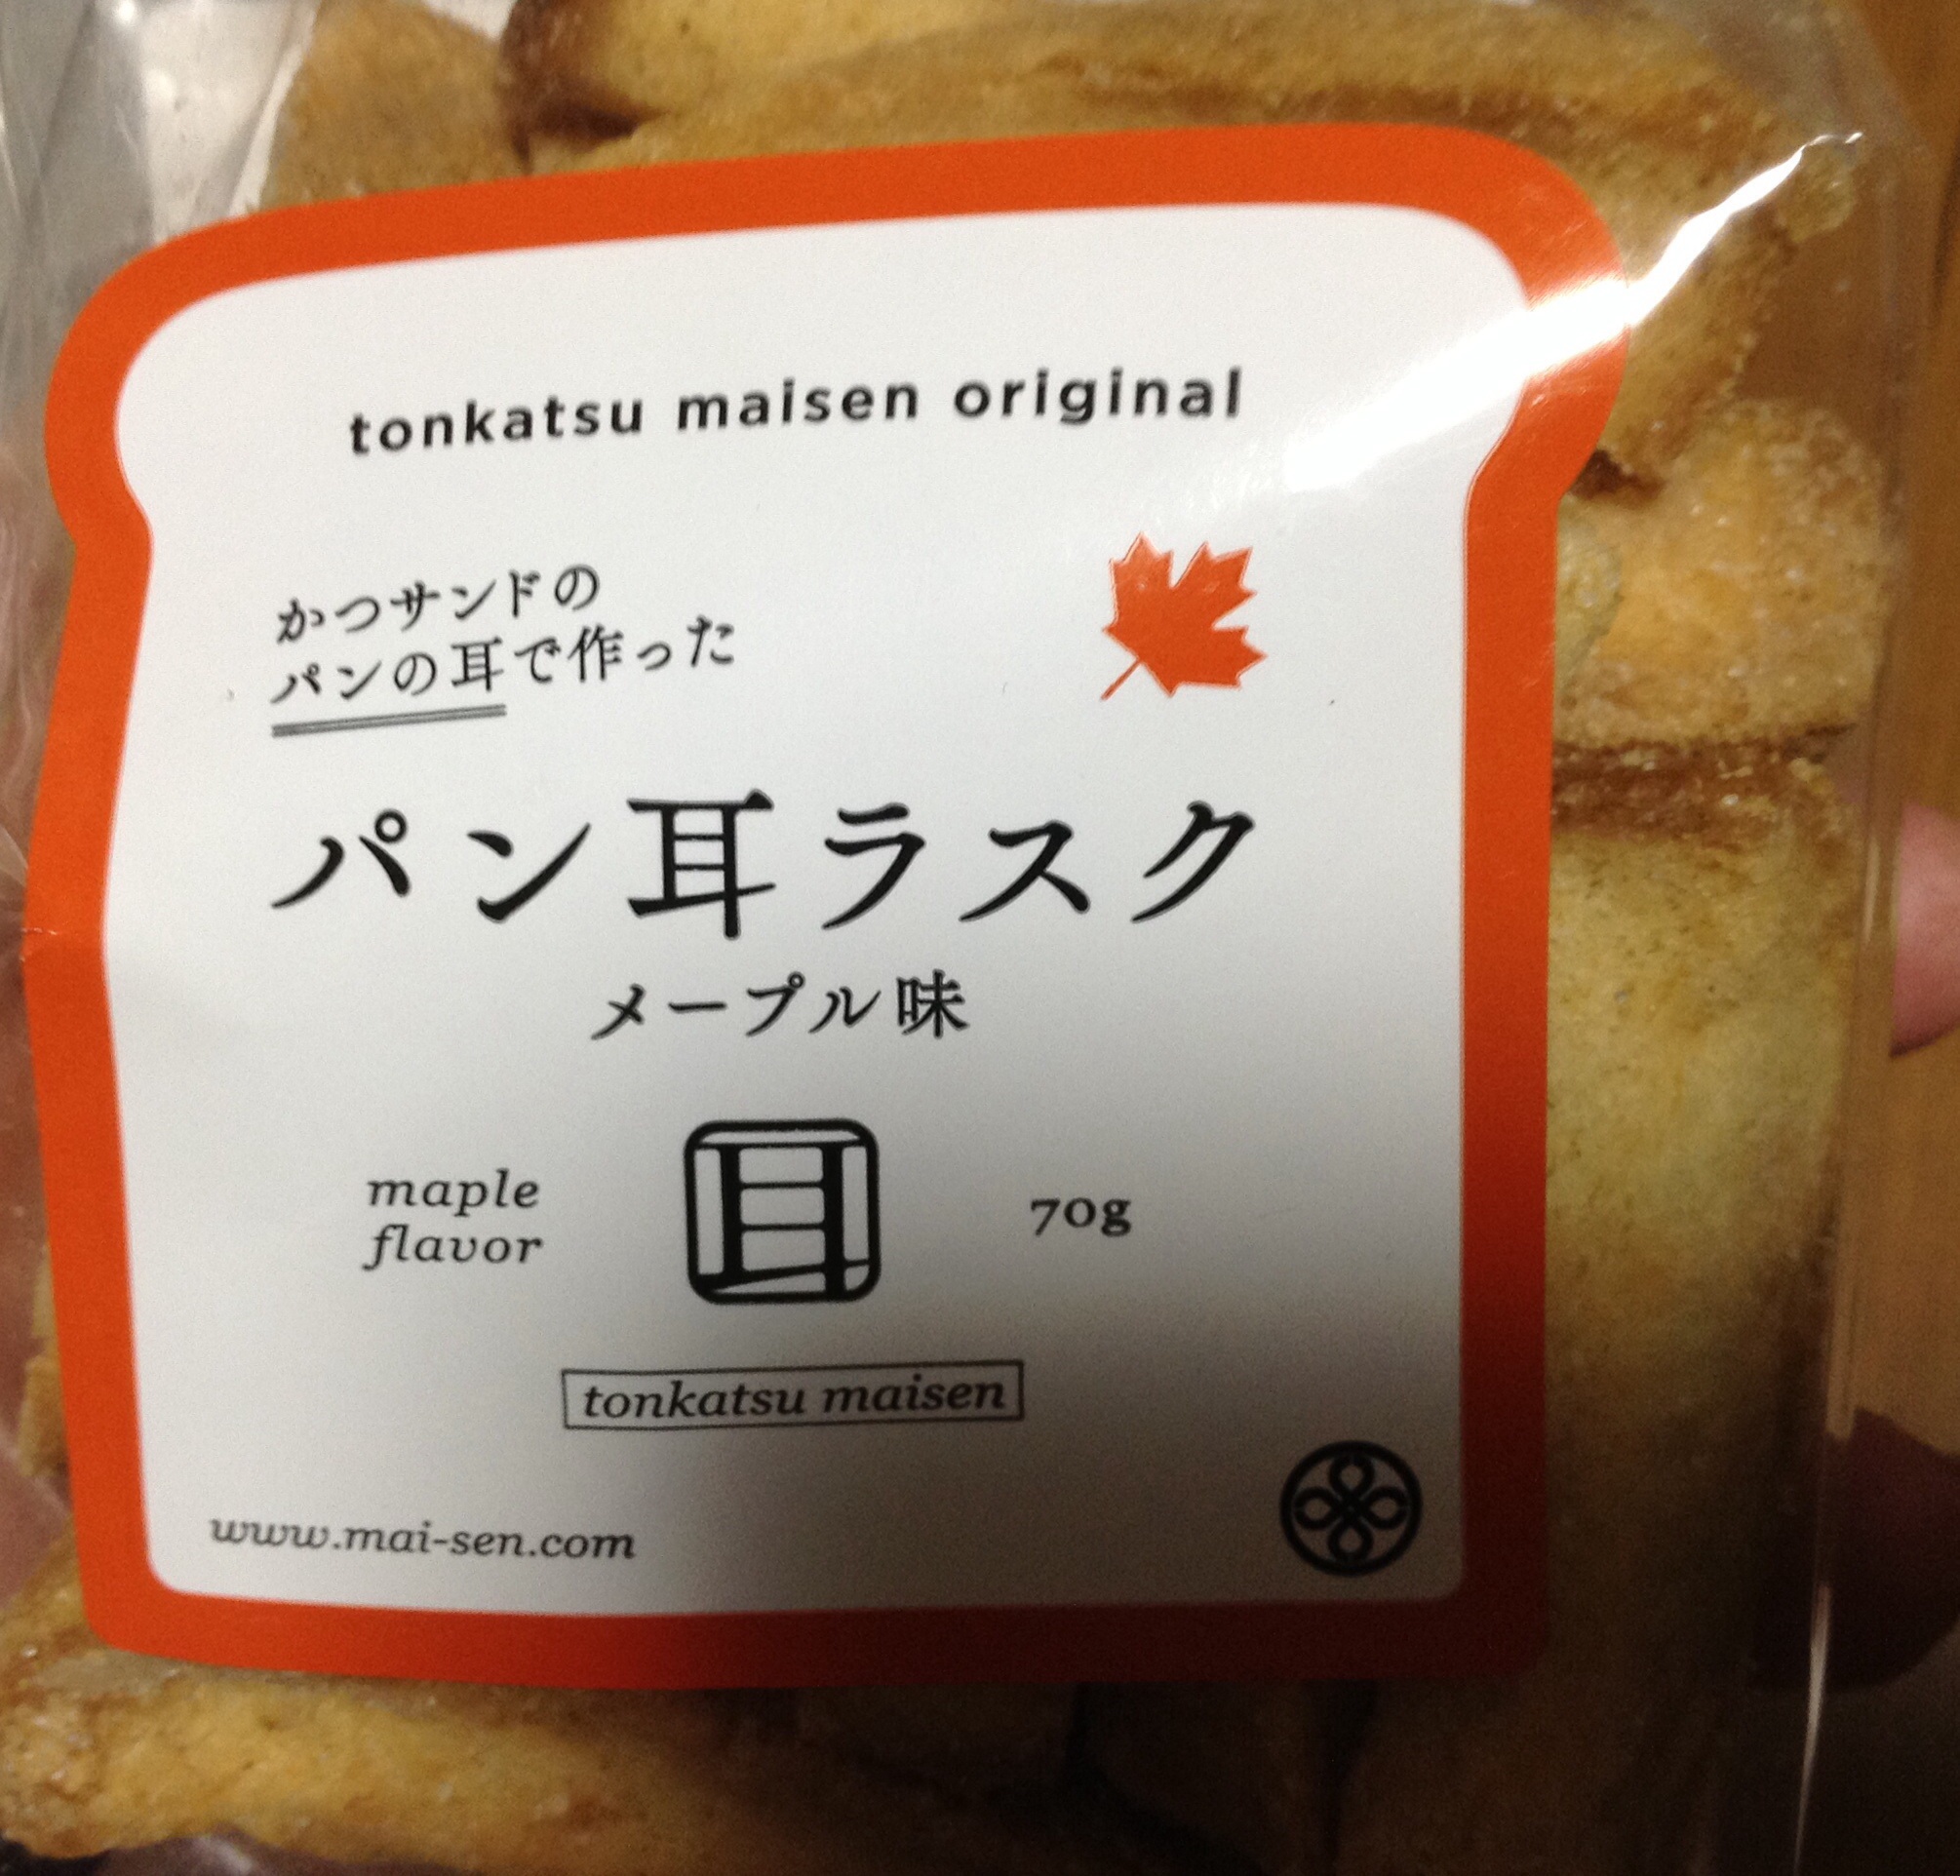 tonkatsu maisen original
かつサンドの
パンの耳で作った
パン耳ラスク
メープル味
maple
flavor
耳
70g
tonkatsu maisen
www.mai-sen.com